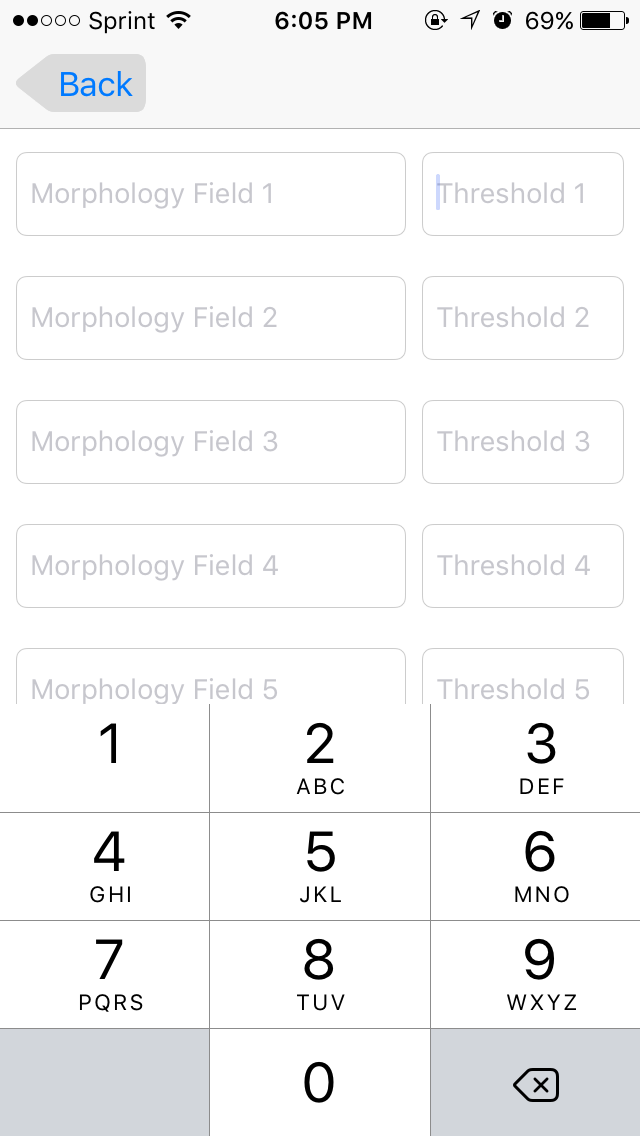 Sprint 6:05 PM 69%
Back
Morphology Field 1 Threshold 1
Morphology Field 2 Threshold 2
Morphology Field 3 Threshold 3
Morphology Field 4 Threshold 4
Morphology Field 5 Threshold 5
1 2 3
ABC DEF
4 5 6
GHI JKL MNO
7 8 9
PQRS TUV WXYZ
0